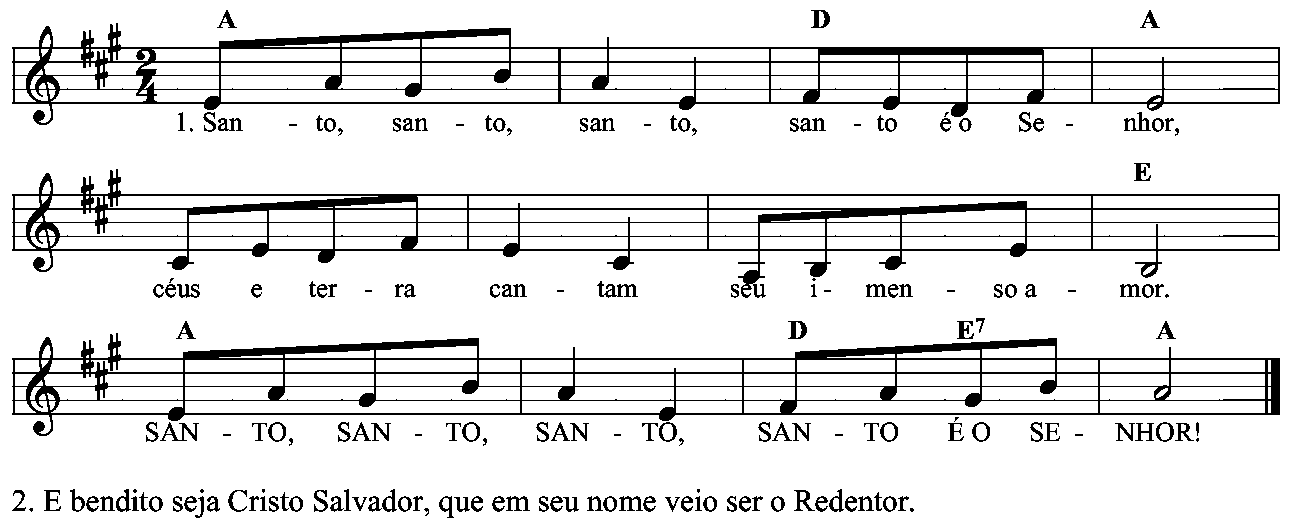 A D A
2
4
1. San - to, san - to, san - to, san - to é o Se - nhor,
E
céus e ter - ra can - tam seu i - men - so a - mor.
A D E7 A
SAN - TO, SAN - TO, SAN - TO, SAN - TO É O SE - NHOR!
2. E bendito seja Cristo Salvador, que em seu nome veio ser o Redentor.